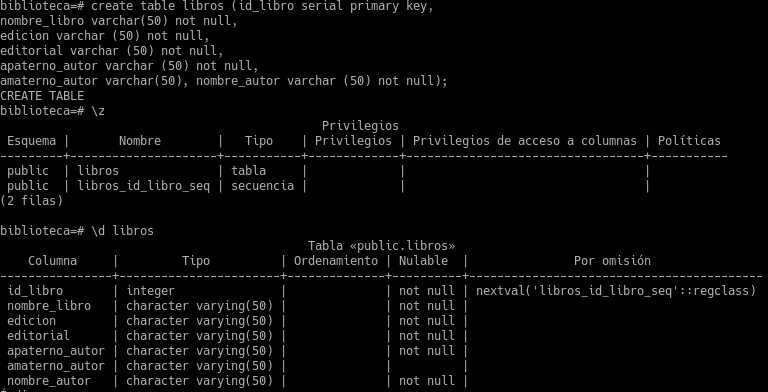 biblioteca=# create table libros (id_libro serial primary key,
nombre_libro varchar(50) not null,
edicion varchar (50) not null,
editorial varchar (50) not null,
apaterno_autor varchar (50) not null,
amaterno_autor varchar(50), nombre_autor varchar (50) not null);
CREATE TABLE
biblioteca=# \z
                                             Privilegios
 Esquema |       Nombre        |   Tipo    | Privilegios | Privilegios de acceso a columnas | Políticas
---------+---------------------+-----------+-------------+----------------------------------+-----------
 public  | libros              | tabla     |             |                                  |
 public  | libros_id_libro_seq | secuencia |             |                                  |
(2 filas)
biblioteca=# \d libros
                                           Tabla «public.libros»
    Columna     |         Tipo          | Ordenamiento | Nulable  |               Por omisión
----------------+-----------------------+--------------+----------+------------------------------------------
 id_libro       | integer               |              | not null | nextval('libros_id_libro_seq'::regclass)
 nombre_libro   | character varying(50) |              | not null |
 edicion        | character varying(50) |              | not null |
 editorial      | character varying(50) |              | not null |
 apaterno_autor | character varying(50) |              | not null |
 amaterno_autor | character varying(50) |              |          |
 nombre_autor   | character varying(50) |              | not null |